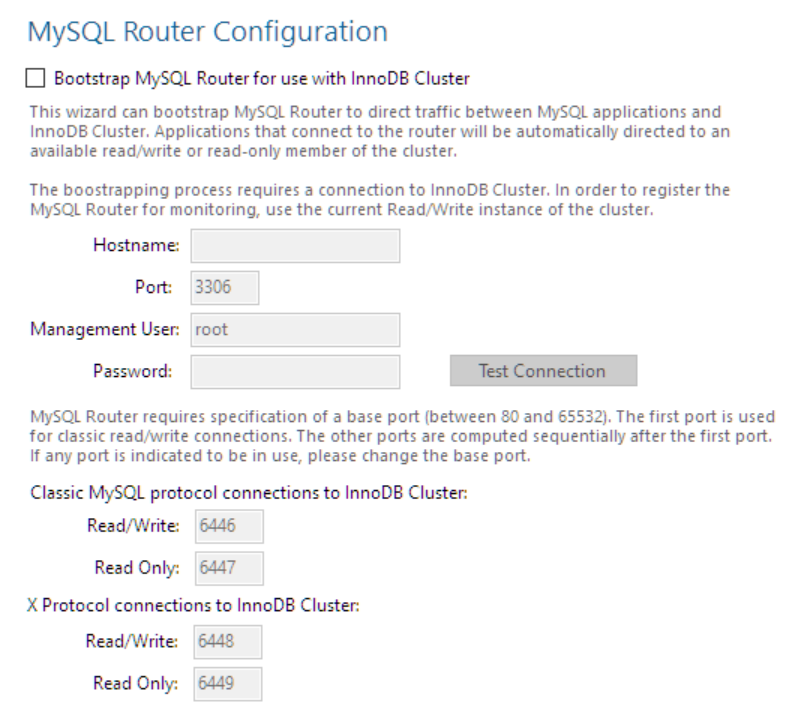 MySQL Router Configuration
Bootstrap MySQL Router for use with InnoDB Cluster
This wizard can bootstrap MySQL Router to direct traffic between MySQL applications and
InnoDB Cluster. Applications that connect to the router will be automatically directed to an
available read/write or read-only member of the cluster.
The boostrapping process requires a connection to InnoDB Cluster. In order to register the
MySQL Router for monitoring, use the current Read/Write instance of the cluster.
Hostname:
Port: 3306
Management User: root
Password: Test Connection
MySQL Router requires specification of a base port (between 80 and 65532). The first port is used
for classic read/write connections. The other ports are computed sequentially after the first port.
If any port is indicated to be in use, please change the base port.
Classic MySQL protocol connections to InnoDB Cluster:
Read/Write: 6446
Read Only: 6447
X Protocol connections to InnoDB Cluster:
Read/Write: 6448
Read Only: 6449